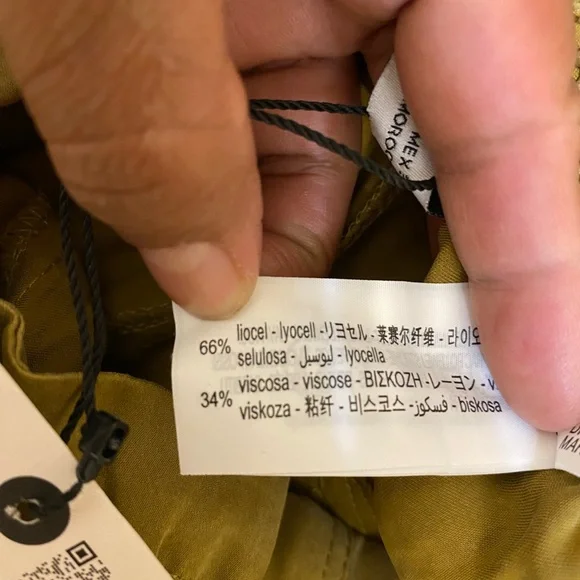 MEX
66% liocel - lyocell - リヨセル - 莱赛尔纤维 - 라이오
selulosa - ليوسيل - lyocella
34% viscosa - viscose - ΒΙΣΚΟΖΗ - レーヨン -
viskoza - 粘纤 - 비스코스 - فسكوز - biskosa